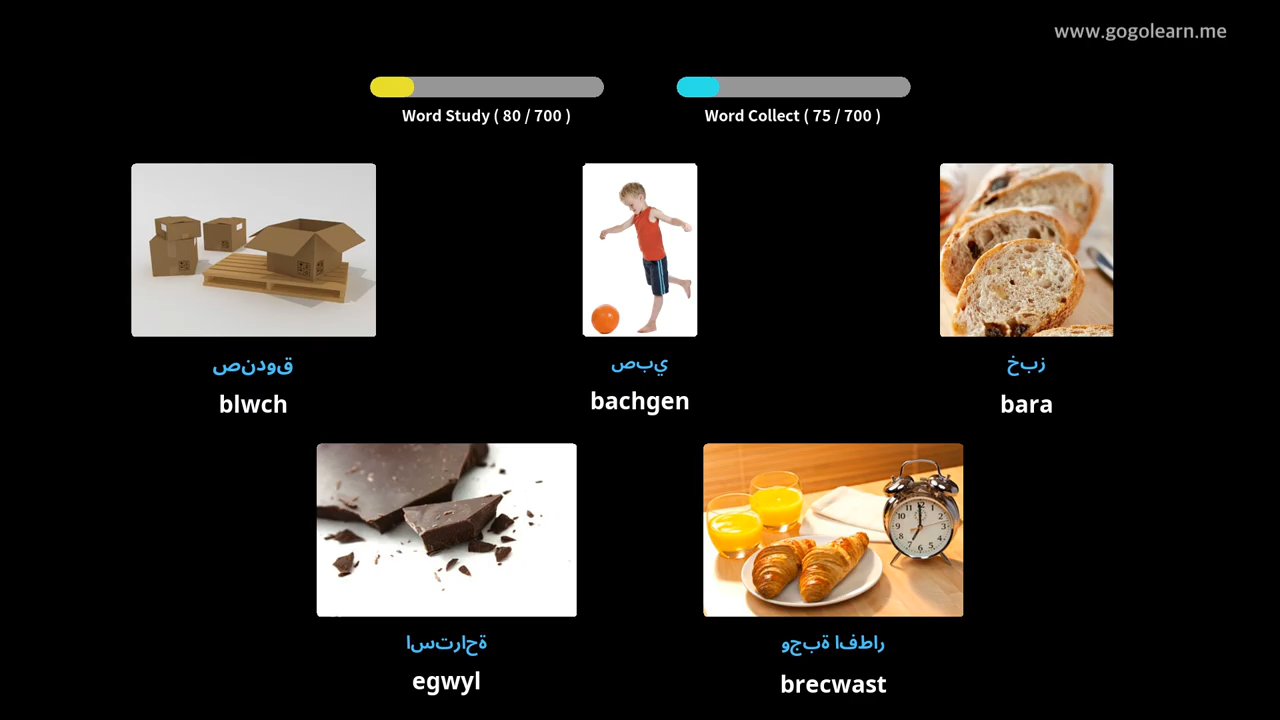 www.gogolearn.me
Word Study ( 80 / 700 )
Word Collect ( 75 / 700 )
صندوق
blwch
صبي
bachgen
خبز
bara
استراحة
egwyl
وجبة افطار
brecwast